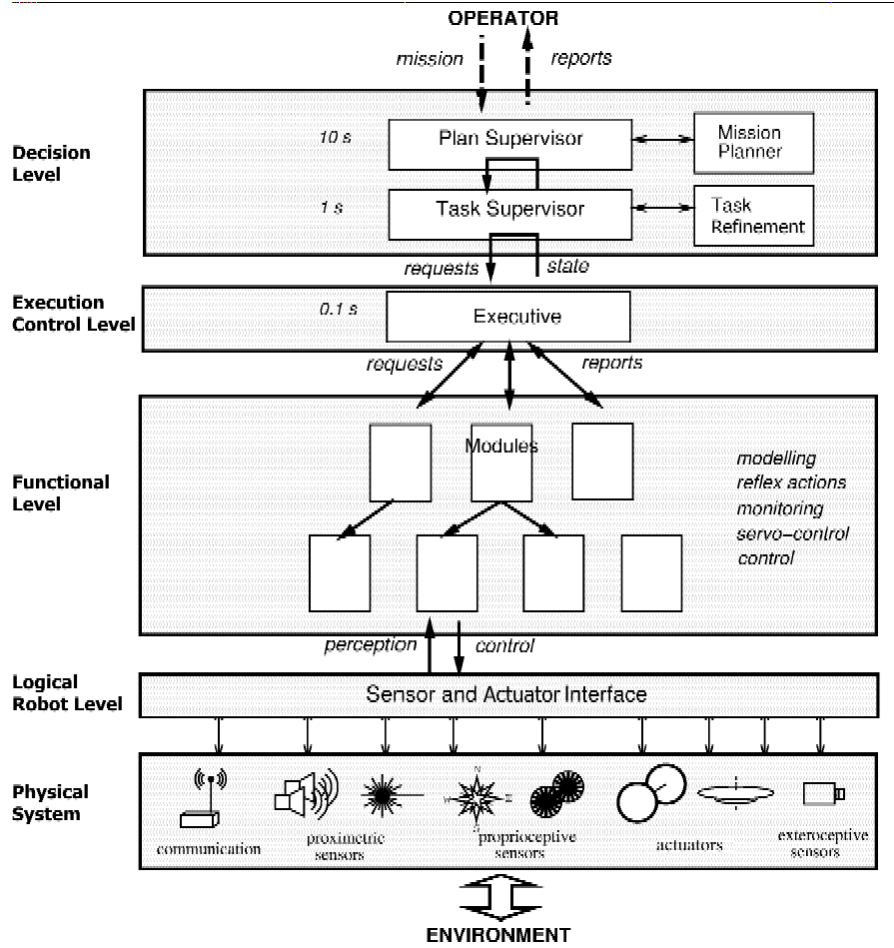 OPERATOR
mission
reports
Decision
Level
10 s
Plan Supervisor
Mission
Planner
1 s
Task Supervisor
Task
Refinement
requests
state
Execution
Control Level
0.1 s
Executive
requests
reports
Functional
Level
Modules
modelling
reflex actions
monitoring
servo-control
control
perception
control
Logical
Robot Level
Sensor and Actuator Interface
Physical
System
N
W
E
S
communication
proximetric
sensors
proprioceptive
sensors
actuators
exteroceptive
sensors
ENVIRONMENT